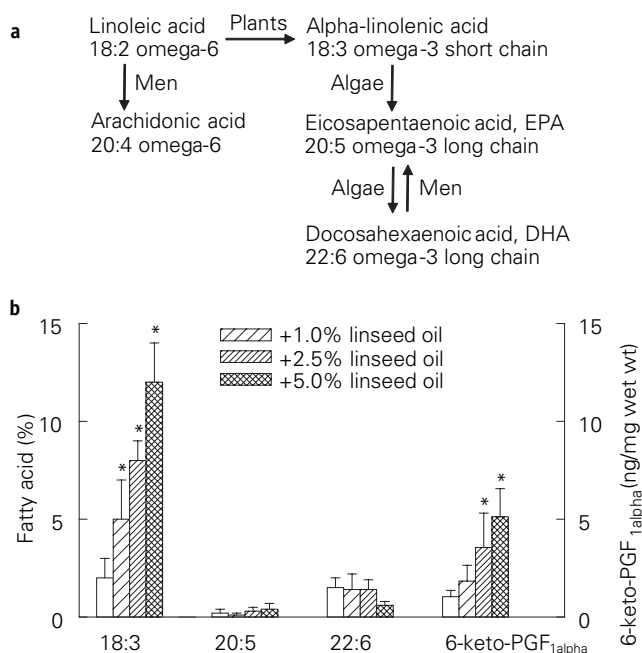 a
Linoleic acid
18:2 omega-6
Plants
Alpha-linolenic acid
18:3 omega-3 short chain
Men
Algae
Arachidonic acid
20:4 omega-6
Eicosapentaenoic acid, EPA
20:5 omega-3 long chain
Algae
Men
Docosahexaenoic acid, DHA
22:6 omega-3 long chain
b
15
10
5
0
Fatty acid (%)
+1.0% linseed oil
+2.5% linseed oil
+5.0% linseed oil
*
*
*
*
*
15
10
5
0
6-keto-PGF1alpha (ng/mg wet wt)
18:3
20:5
22:6
6-keto-PGF1alpha